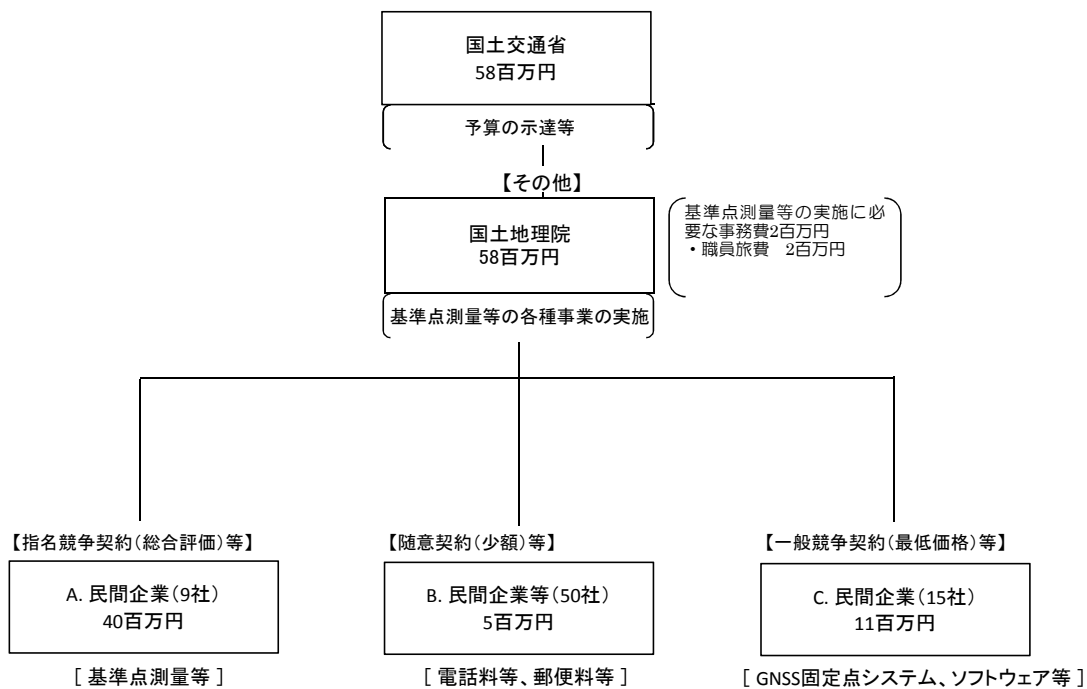 国土交通省
58百万円
予算の示達等
【その他】
国土地理院
58百万円
基準点測量等の実施に必
要な事務費2百万円
・職員旅費　2百万円
基準点測量等の各種事業の実施
【指名競争契約(総合評価)等】
A. 民間企業(9社)
40百万円
[ 基準点測量等 ]
【随意契約(少額)等】
B. 民間企業等(50社)
5百万円
[ 電話料等、郵便料等 ]
【一般競争契約(最低価格)等】
C. 民間企業(15社)
11百万円
[ GNSS固定点システム、ソフトウェア等 ]